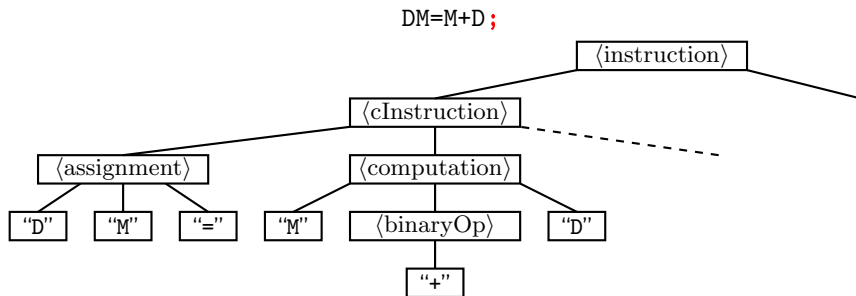 DM=M+D;
⟨instruction⟩
⟨cInstruction⟩
⟨assignment⟩ ⟨computation⟩
“D” “M” “=” “M” ⟨binaryOp⟩ “D”
“+”